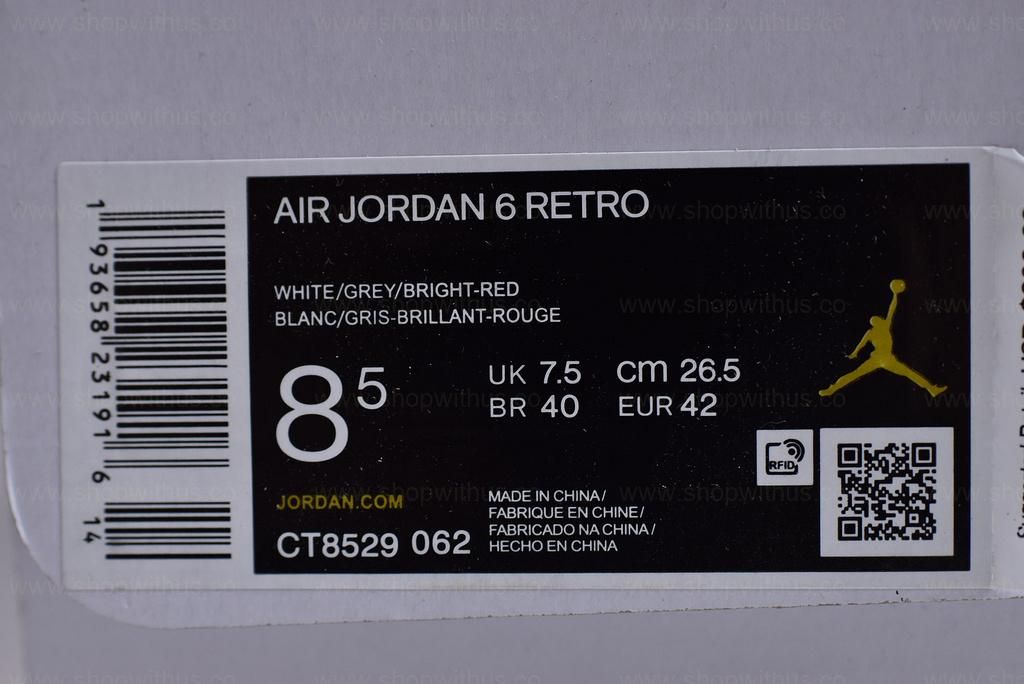 AIR JORDAN 6 RETRO
WHITE/GREY/BRIGHT-RED
BLANC/GRIS-BRILLANT-ROUGE
8 5
UK 7.5 cm 26.5
BR 40 EUR 42
RFID
JORDAN.COM
CT8529 062
MADE IN CHINA/
FABRIQUE EN CHINE/
FABRICADO NA CHINA/
HECHO EN CHINA
1 93658 23191 6
14
www.shopwithus.co